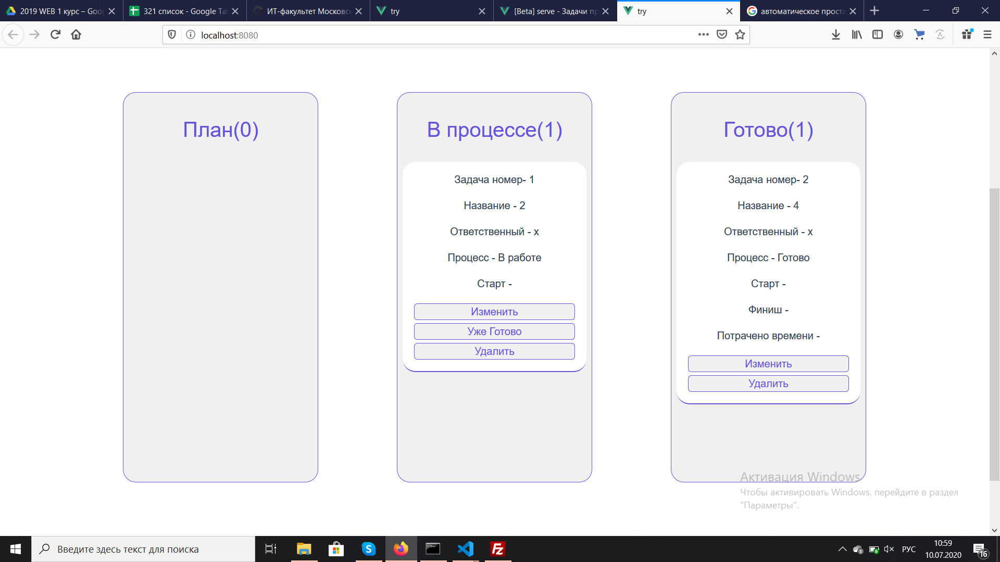 2019 WEB 1 курс – Goo
321 список - Google Та
ИТ-факультет Московс
try
[Beta] serve - Задачи п
try
автоматическое проста
localhost:8080
План(0)
В процессе(1)
Задача номер- 1
Название - 2
Ответственный - x
Процесс - В работе
Старт -
Изменить
Уже Готово
Удалить
Готово(1)
Задача номер- 2
Название - 4
Ответственный - x
Процесс - Готово
Старт -
Финиш -
Потрачено времени -
Изменить
Удалить
Активация Windows
Чтобы активировать Windows, перейдите в раздел
"Параметры".
Введите здесь текст для поиска
РУС
10:59
10.07.2020
16